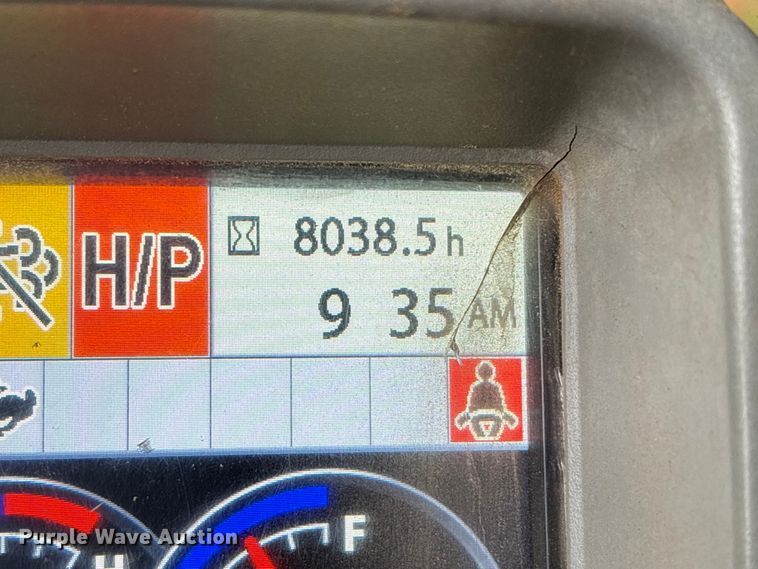 H/P
8038.5 h
9 35 AM
F
H
Purple Wave Auction